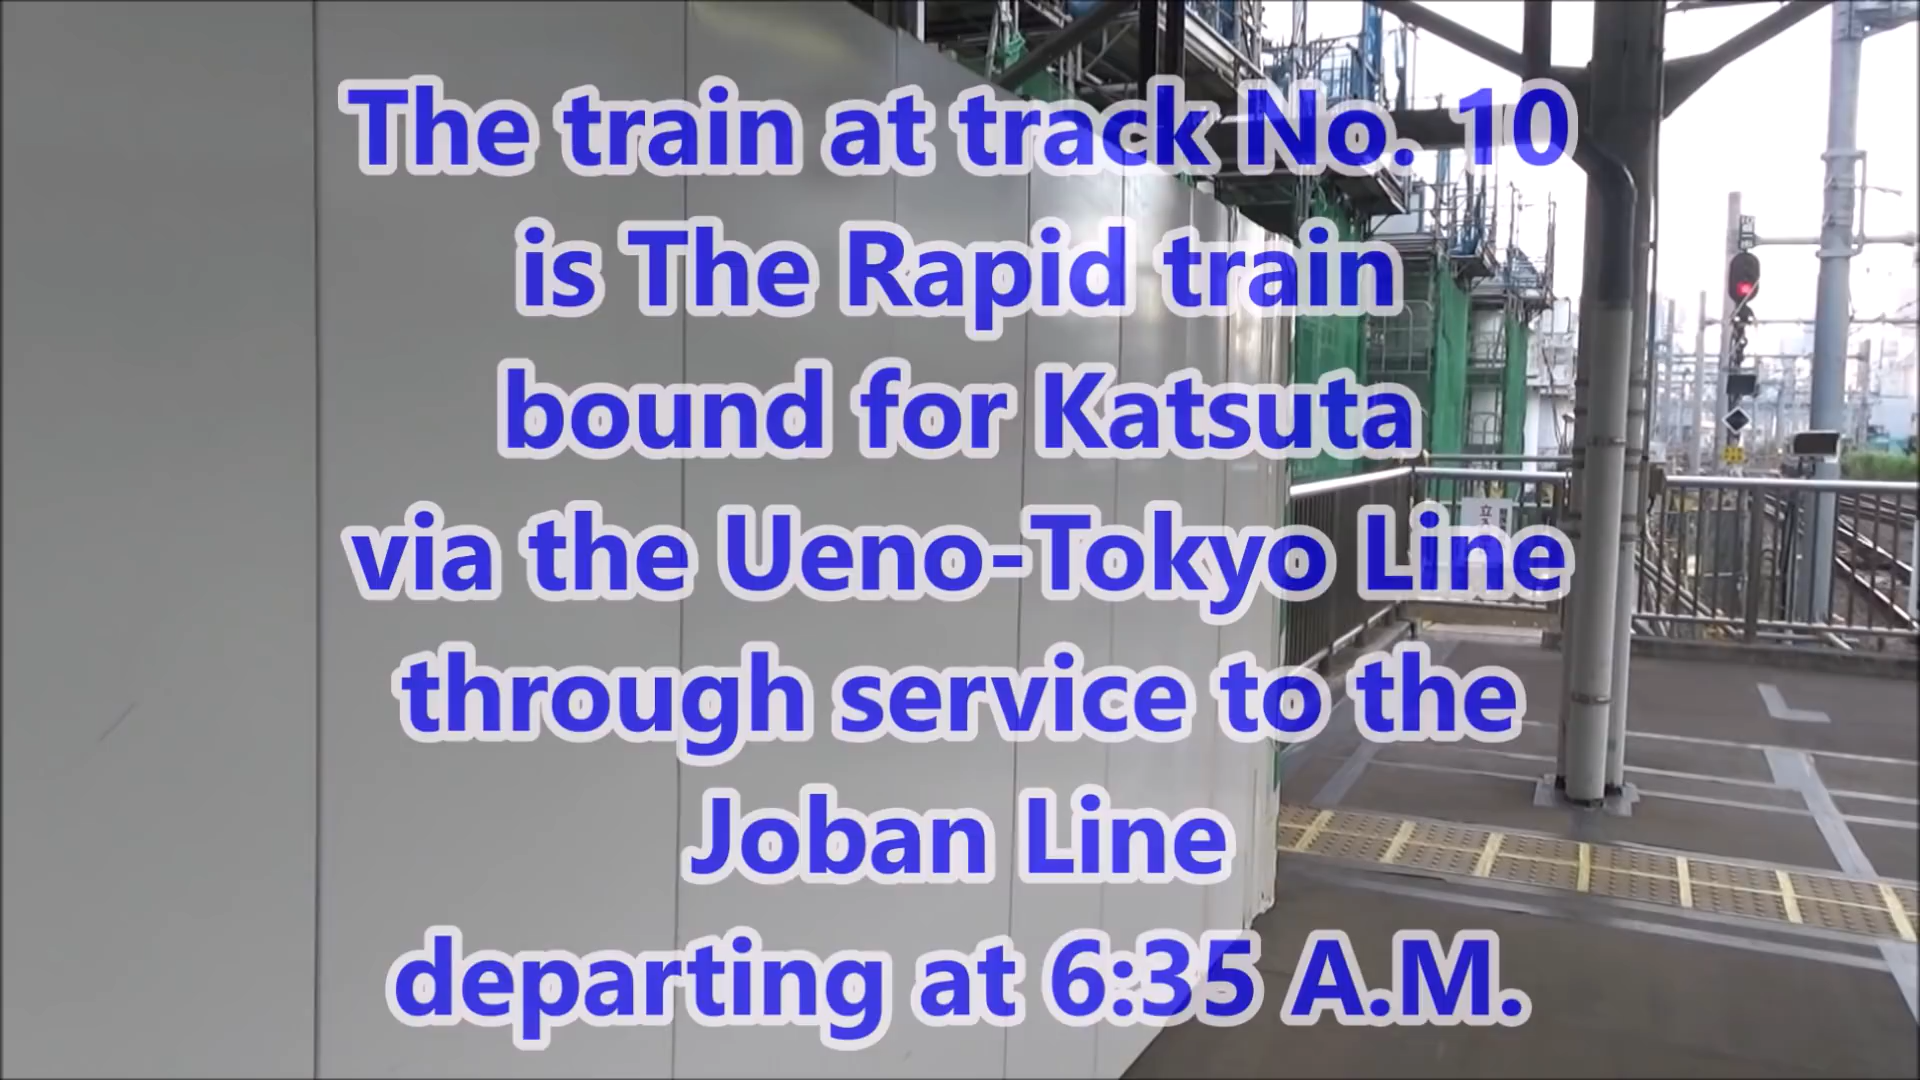 The train at track No. 10
is The Rapid train
bound for Katsuta
via the Ueno-Tokyo Line
through service to the
Joban Line
departing at 6:35 A.M.
立